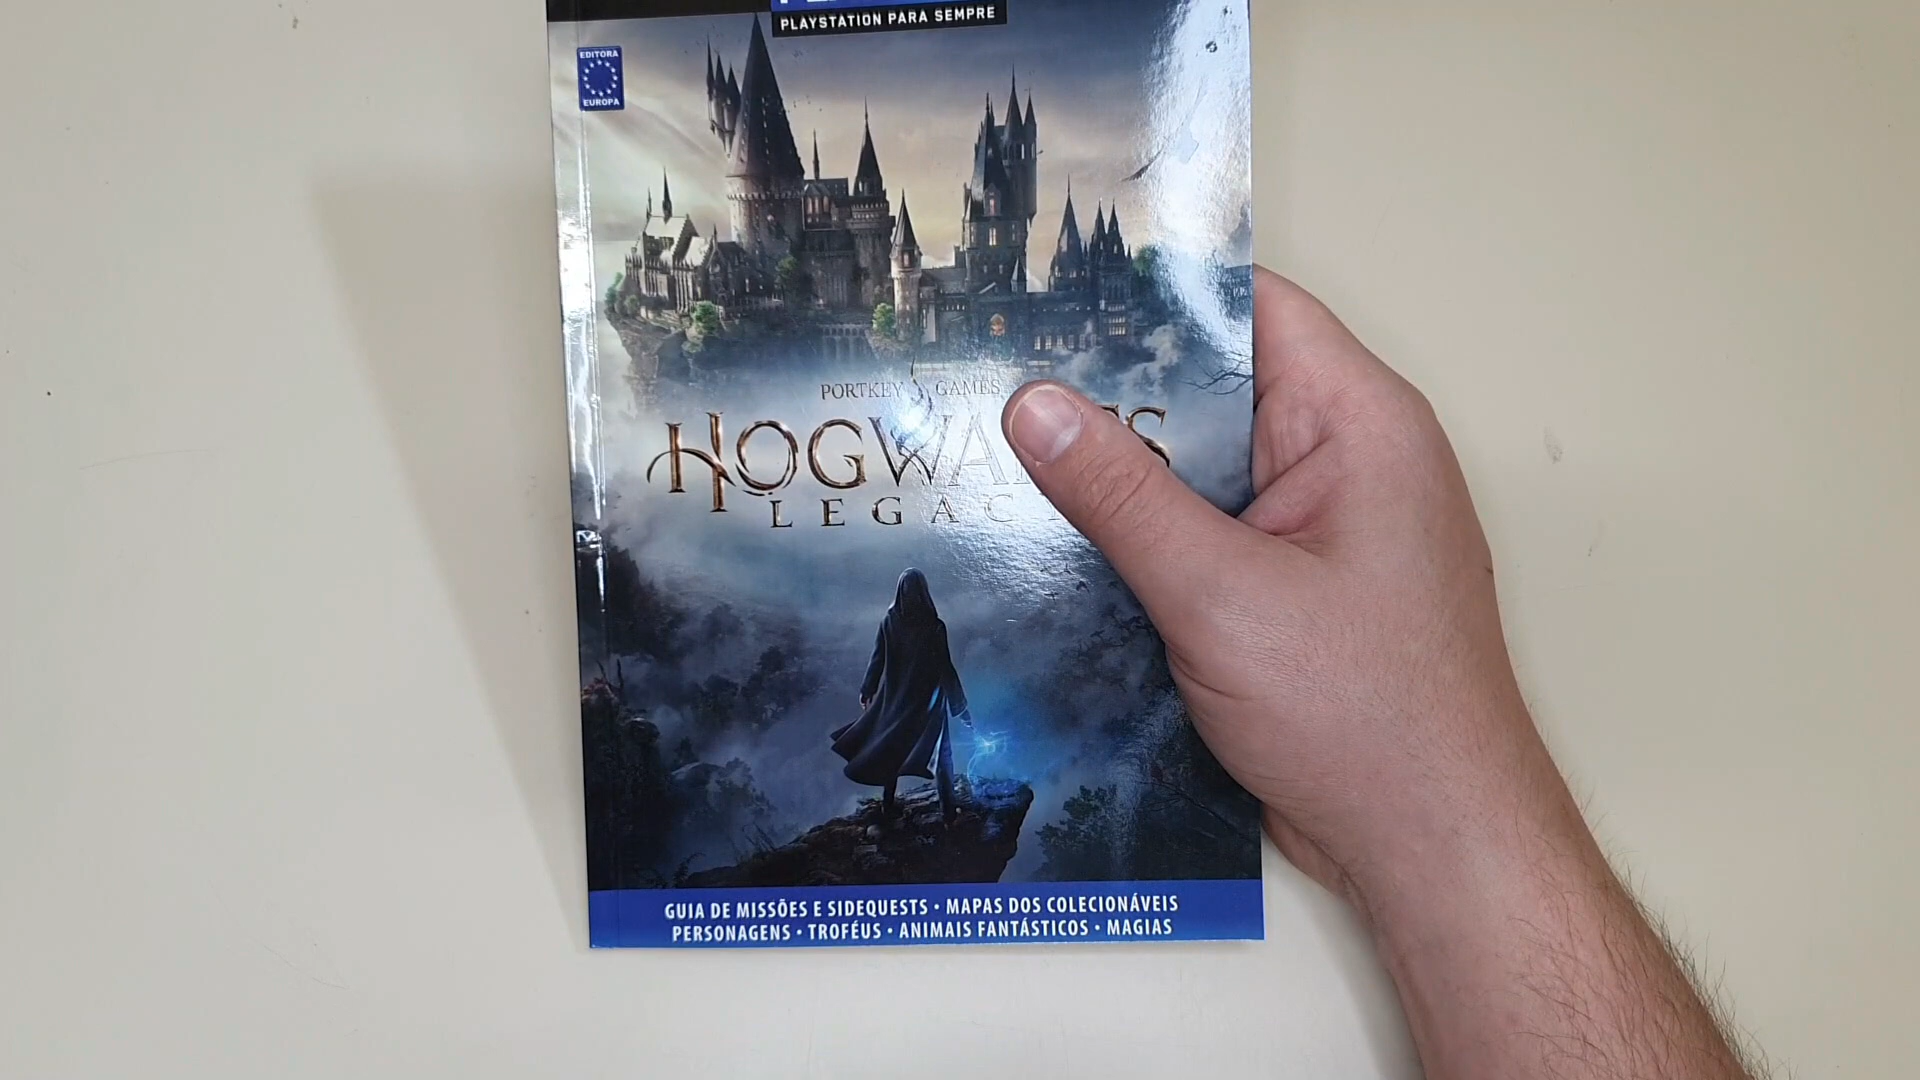 PLAYSTATION PARA SEMPRE
EDITORA
EUROPA
PORTKEY GAMES
LEGAC
GUIA DE MISSÕES E SIDEQUESTS • MAPAS DOS COLECIONÁVEIS
PERSONAGENS • TROFÉUS • ANIMAIS FANTÁSTICOS • MAGIAS